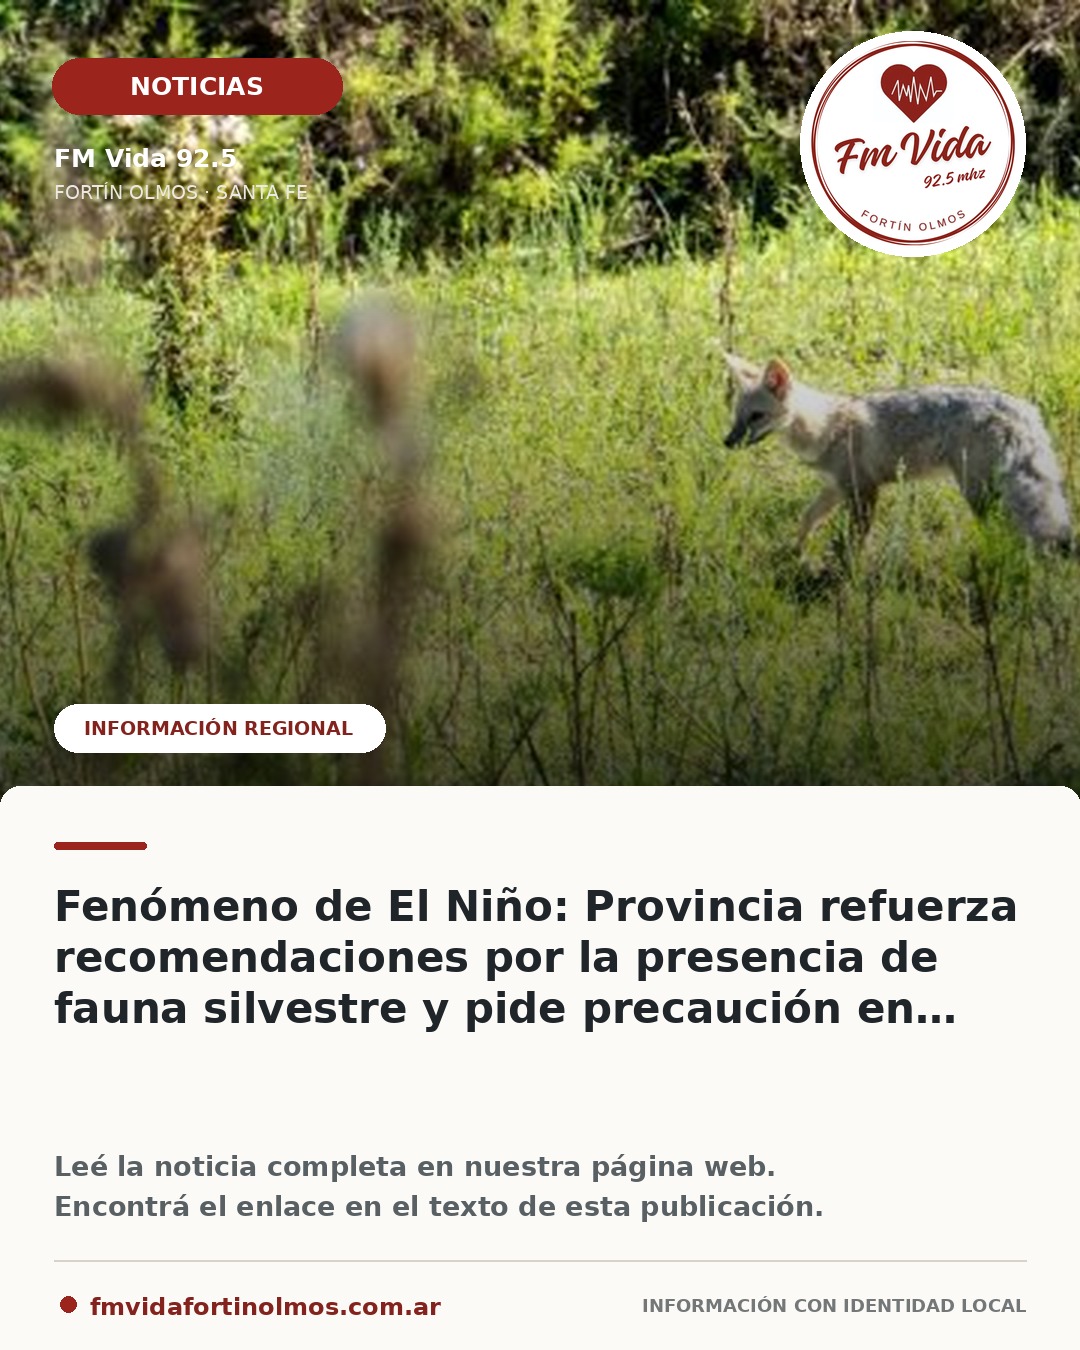 NOTICIAS
FM Vida 92.5
FORTÍN OLMOS · SANTA FE
Fm Vida
92.5 mhz
FORTÍN OLMOS
INFORMACIÓN REGIONAL
Fenómeno de El Niño: Provincia refuerza
recomendaciones por la presencia de
fauna silvestre y pide precaución en...
Leé la noticia completa en nuestra página web.
Encontrá el enlace en el texto de esta publicación.
fmvidafortinolmos.com.ar
INFORMACIÓN CON IDENTIDAD LOCAL